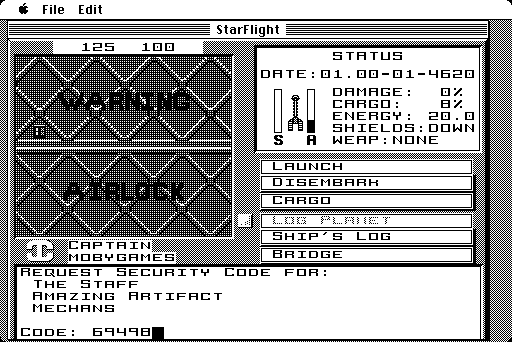 File Edit
StarFlight
125 100
WARNING
AIRLOCK
STATUS
DATE:01.00-01-4620
DAMAGE: 0%
CARGO: 8%
ENERGY: 20.0
SHIELDS:DOWN
WEAP:NONE
S A
LAUNCH
DISEMBARK
CARGO
LOG PLANET
SHIP'S LOG
BRIDGE
CAPTAIN
MOBYGAMES
REQUEST SECURITY CODE FOR:
THE STAFF
AMAZING ARTIFACT
MECHANS
CODE: 69498